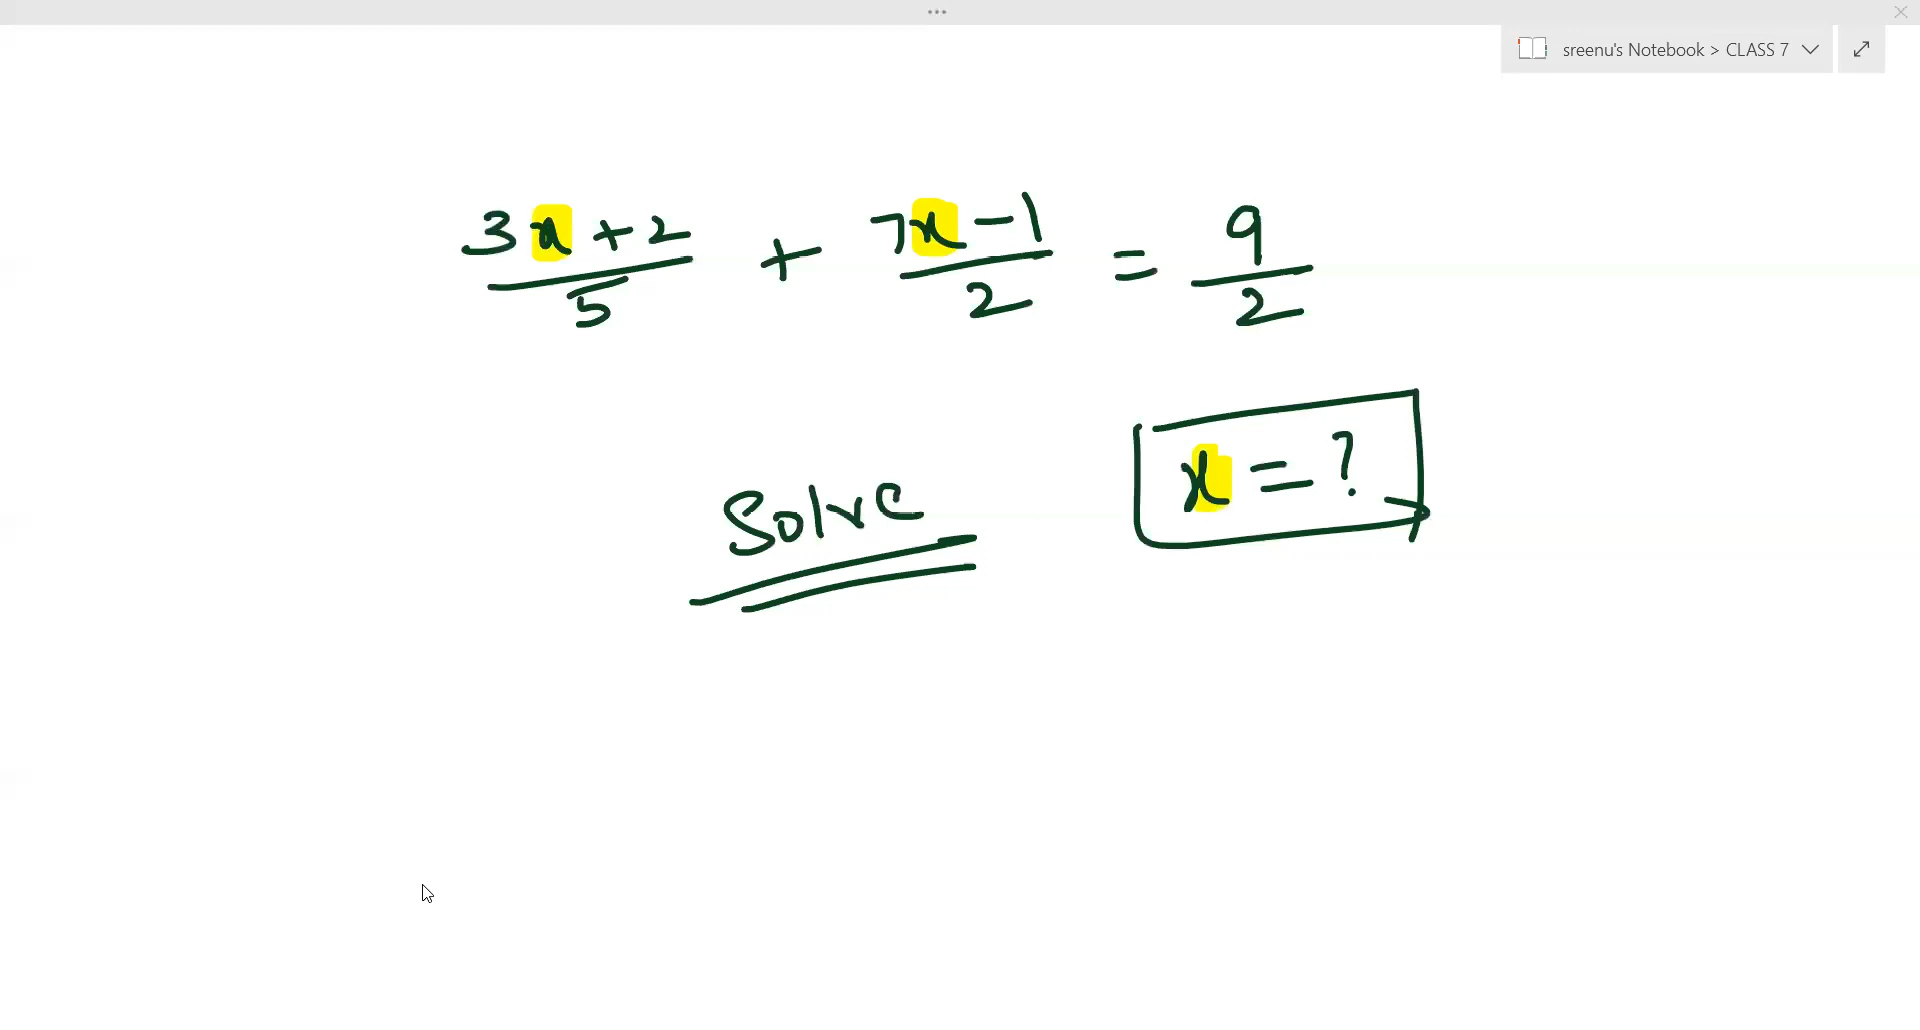 sreenu's Notebook > CLASS 7
3x+2/5 + 7x-1/2 = 9/2
x = ?
Solve